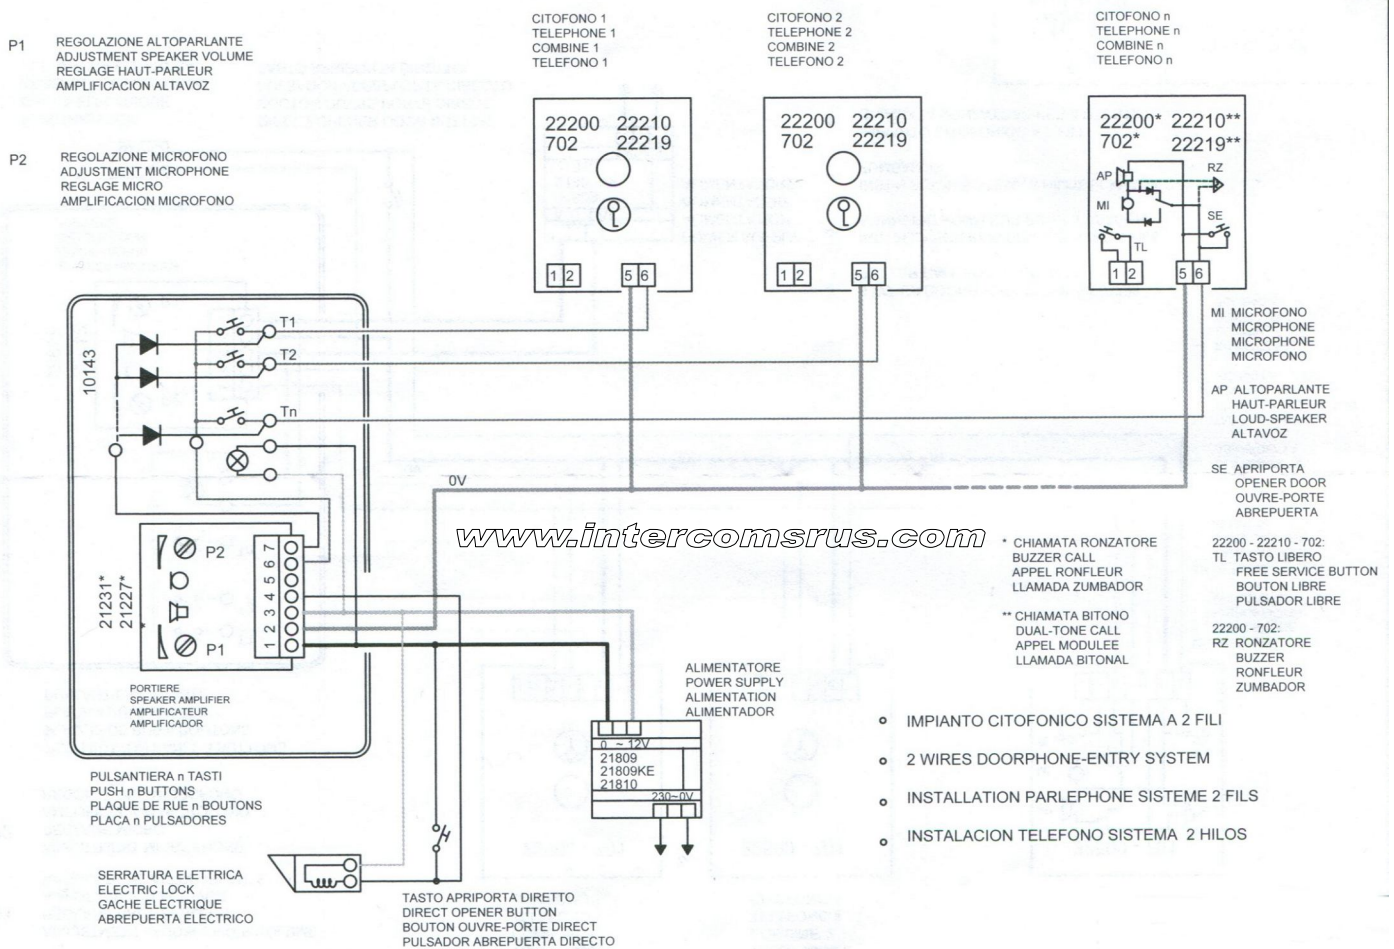 P1
REGOLAZIONE ALTOPARLANTE
ADJUSTMENT SPEAKER VOLUME
REGLAGE HAUT-PARLEUR
AMPLIFICACION ALTAVOZ
P2
REGOLAZIONE MICROFONO
ADJUSTMENT MICROPHONE
REGLAGE MICRO
AMPLIFICACION MICROFONO
CITOFONO 1
TELEPHONE 1
COMBINE 1
TELEFONO 1
CITOFONO 2
TELEPHONE 2
COMBINE 2
TELEFONO 2
CITOFONO n
TELEPHONE n
COMBINE n
TELEFONO n
22200 22210
702 22219
1 2 5 6
22200 22210
702 22219
1 2 5 6
22200* 22210**
702* 22219**
AP RZ
MI
SE
TL
1 2 5 6
MI MICROFONO
MICROPHONE
MICROPHONE
MICROFONO
AP ALTOPARLANTE
HAUT-PARLEUR
LOUD-SPEAKER
ALTAVOZ
SE APRIPORTA
OPENER DOOR
OUVRE-PORTE
ABREPUERTA
T1
T2
Tn
10143
0V
www.intercomsrus.com
21231*
21227*
*
P2
P1
1 2 3 4 5 6 7
PORTIERE
SPEAKER AMPLIFIER
AMPLIFICATEUR
AMPLIFICADOR
* CHIAMATA RONZATORE
BUZZER CALL
APPEL RONFLEUR
LLAMADA ZUMBADOR
** CHIAMATA BITONO
DUAL-TONE CALL
APPEL MODULEE
LLAMADA BITONAL
22200 - 22210 - 702:
TL TASTO LIBERO
FREE SERVICE BUTTON
BOUTON LIBRE
PULSADOR LIBRE
22200 - 702:
RZ RONZATORE
BUZZER
RONFLEUR
ZUMBADOR
ALIMENTATORE
POWER SUPPLY
ALIMENTATION
ALIMENTADOR
0 ~ 12V
21809
21809KE
21810
230~0V
IMPIANTO CITOFONICO SISTEMA A 2 FILI
2 WIRES DOORPHONE-ENTRY SYSTEM
INSTALLATION PARLEPHONE SISTEME 2 FILS
INSTALACION TELEFONO SISTEMA 2 HILOS
PULSANTIERA n TASTI
PUSH n BUTTONS
PLAQUE DE RUE n BOUTONS
PLACA n PULSADORES
SERRATURA ELETTRICA
ELECTRIC LOCK
GACHE ELECTRIQUE
ABREPUERTA ELECTRICO
TASTO APRIPORTA DIRETTO
DIRECT OPENER BUTTON
BOUTON OUVRE-PORTE DIRECT
PULSADOR ABREPUERTA DIRECTO